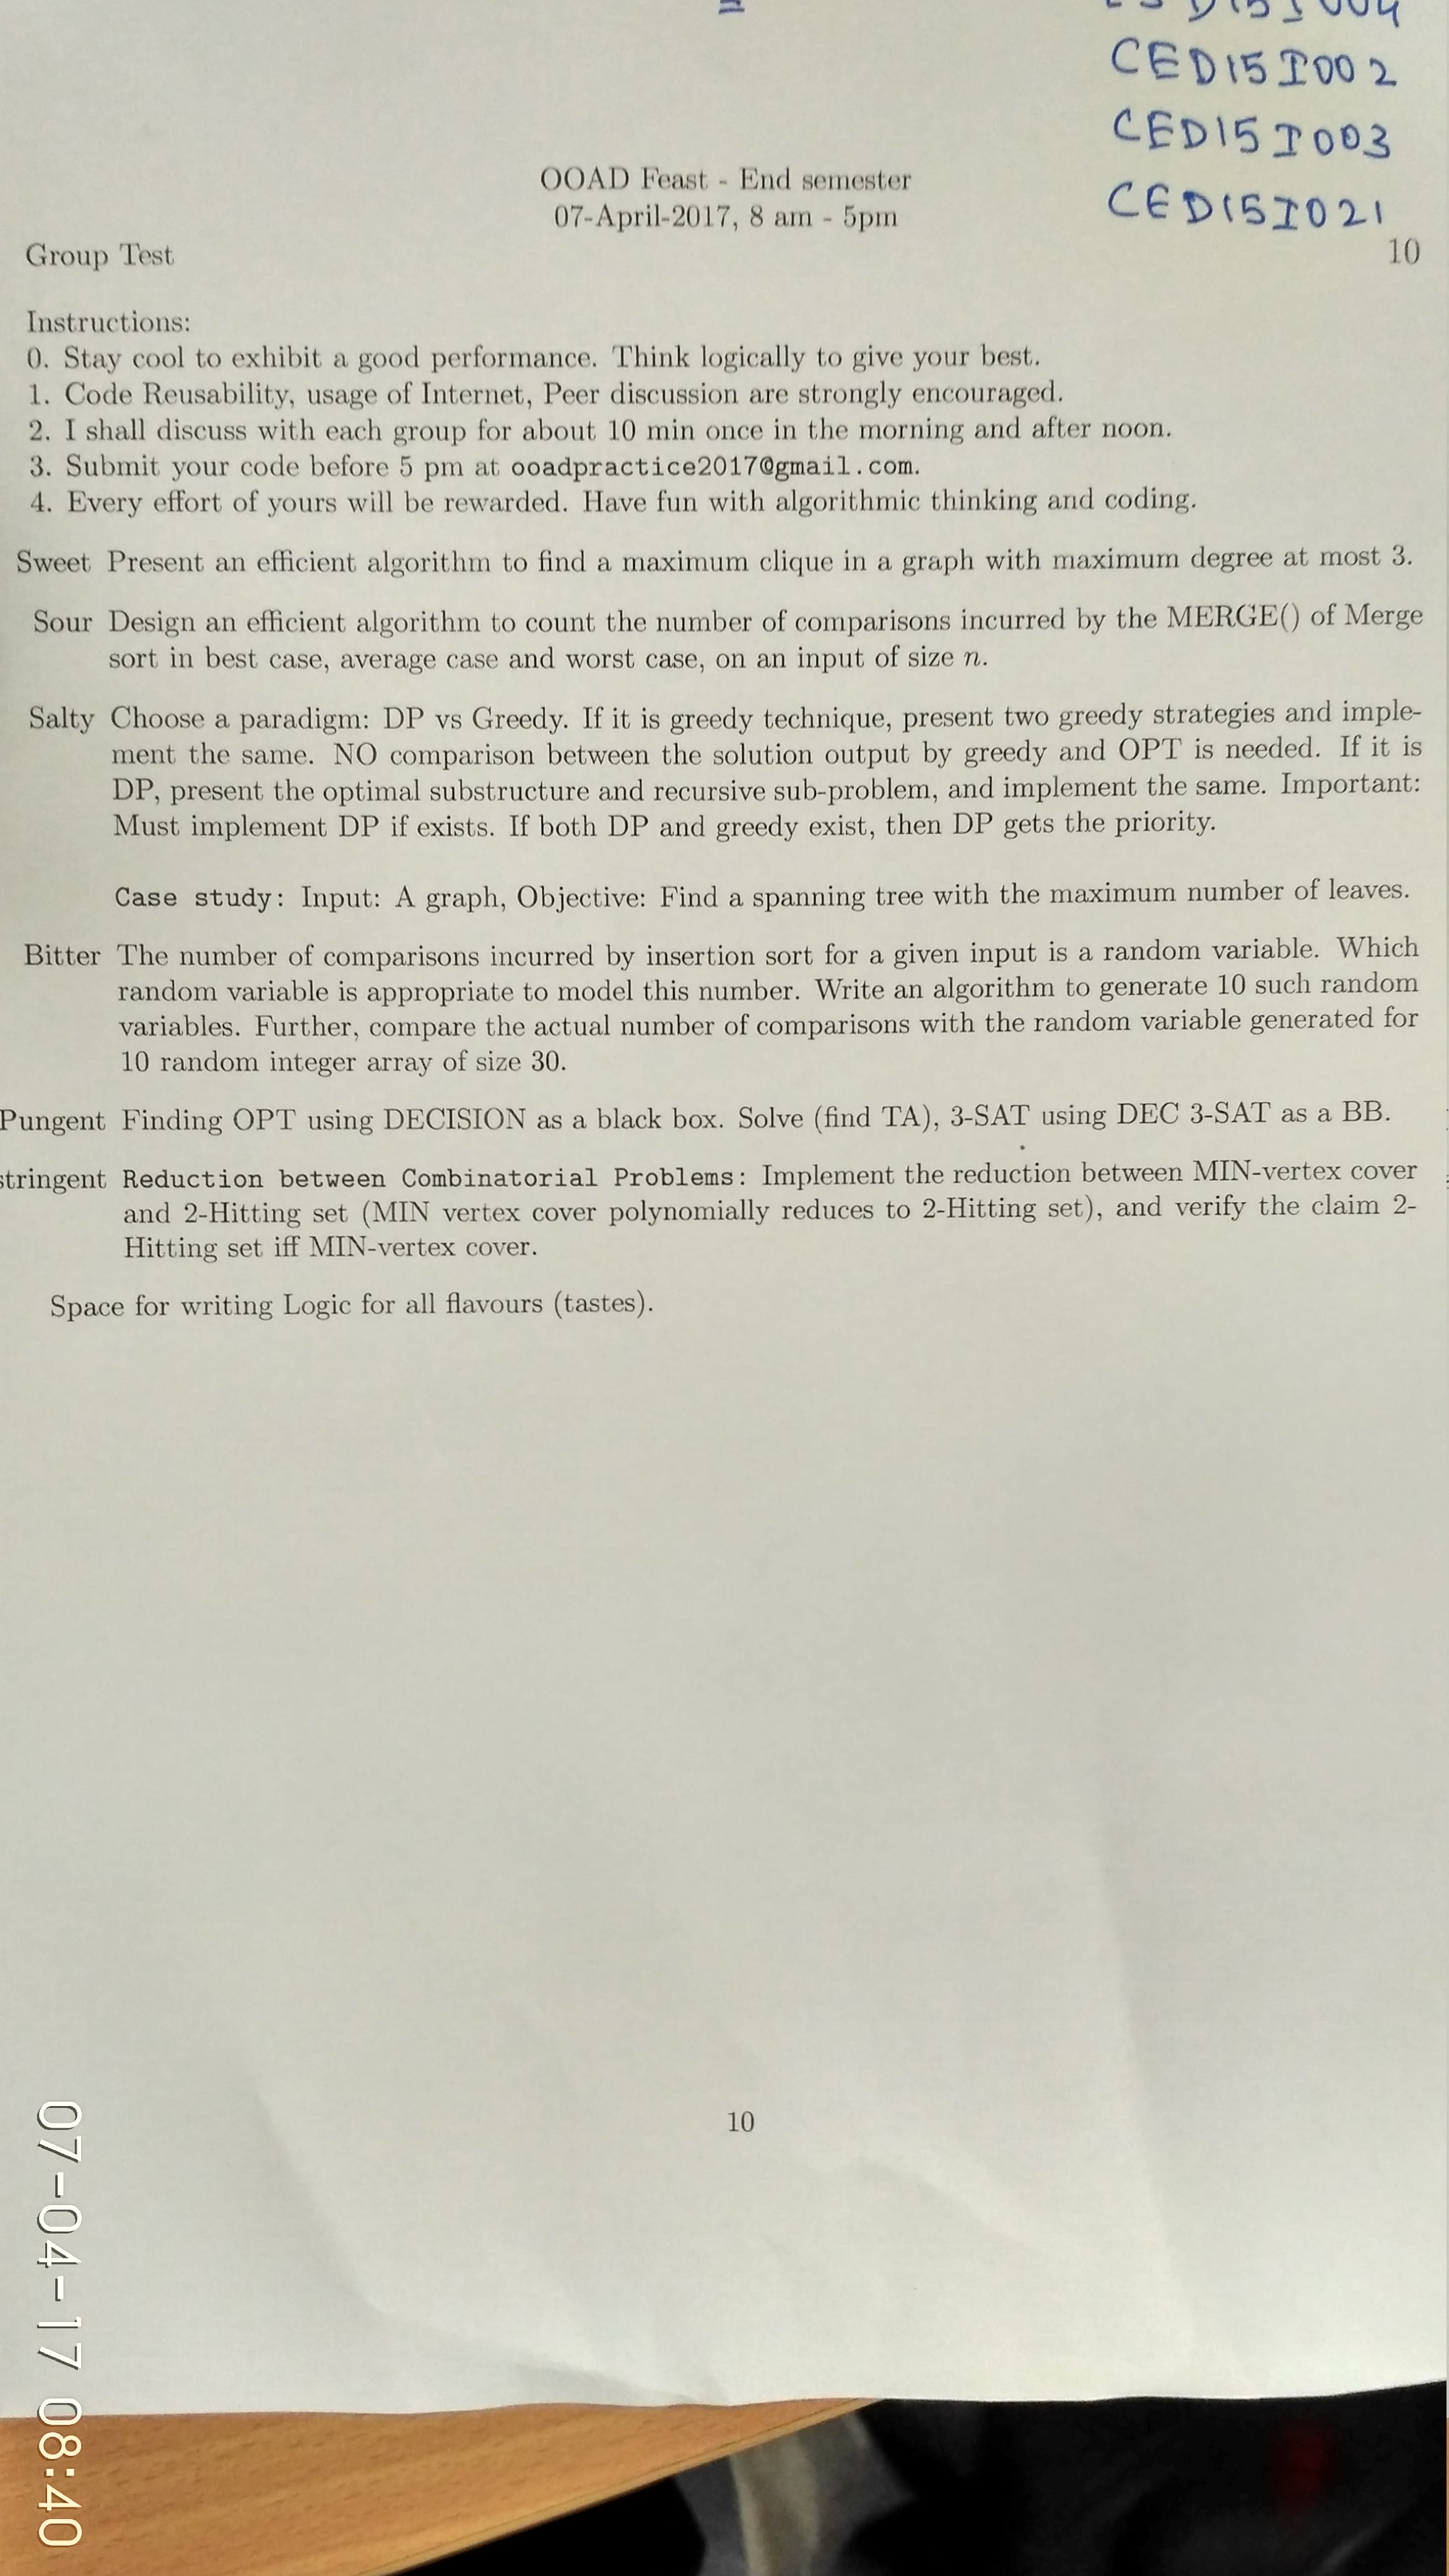 CED15I002
CED15I003
CED15I021
OOAD Feast - End semester
07-April-2017, 8 am - 5pm
Group Test 10
Instructions:
0. Stay cool to exhibit a good performance. Think logically to give your best.
1. Code Reusability, usage of Internet, Peer discussion are strongly encouraged.
2. I shall discuss with each group for about 10 min once in the morning and after noon.
3. Submit your code before 5 pm at ooadpractice2017@gmail.com.
4. Every effort of yours will be rewarded. Have fun with algorithmic thinking and coding.
Sweet Present an efficient algorithm to find a maximum clique in a graph with maximum degree at most 3.
Sour Design an efficient algorithm to count the number of comparisons incurred by the MERGE() of Merge
sort in best case, average case and worst case, on an input of size n.
Salty Choose a paradigm: DP vs Greedy. If it is greedy technique, present two greedy strategies and imple-
ment the same. NO comparison between the solution output by greedy and OPT is needed. If it is
DP, present the optimal substructure and recursive sub-problem, and implement the same. Important:
Must implement DP if exists. If both DP and greedy exist, then DP gets the priority.
Case study: Input: A graph, Objective: Find a spanning tree with the maximum number of leaves.
Bitter The number of comparisons incurred by insertion sort for a given input is a random variable. Which
random variable is appropriate to model this number. Write an algorithm to generate 10 such random
variables. Further, compare the actual number of comparisons with the random variable generated for
10 random integer array of size 30.
Pungent Finding OPT using DECISION as a black box. Solve (find TA), 3-SAT using DEC 3-SAT as a BB.
stringent Reduction between Combinatorial Problems: Implement the reduction between MIN-vertex cover
and 2-Hitting set (MIN vertex cover polynomially reduces to 2-Hitting set), and verify the claim 2-
Hitting set iff MIN-vertex cover.
Space for writing Logic for all flavours (tastes).
10
07-04-17 08:40